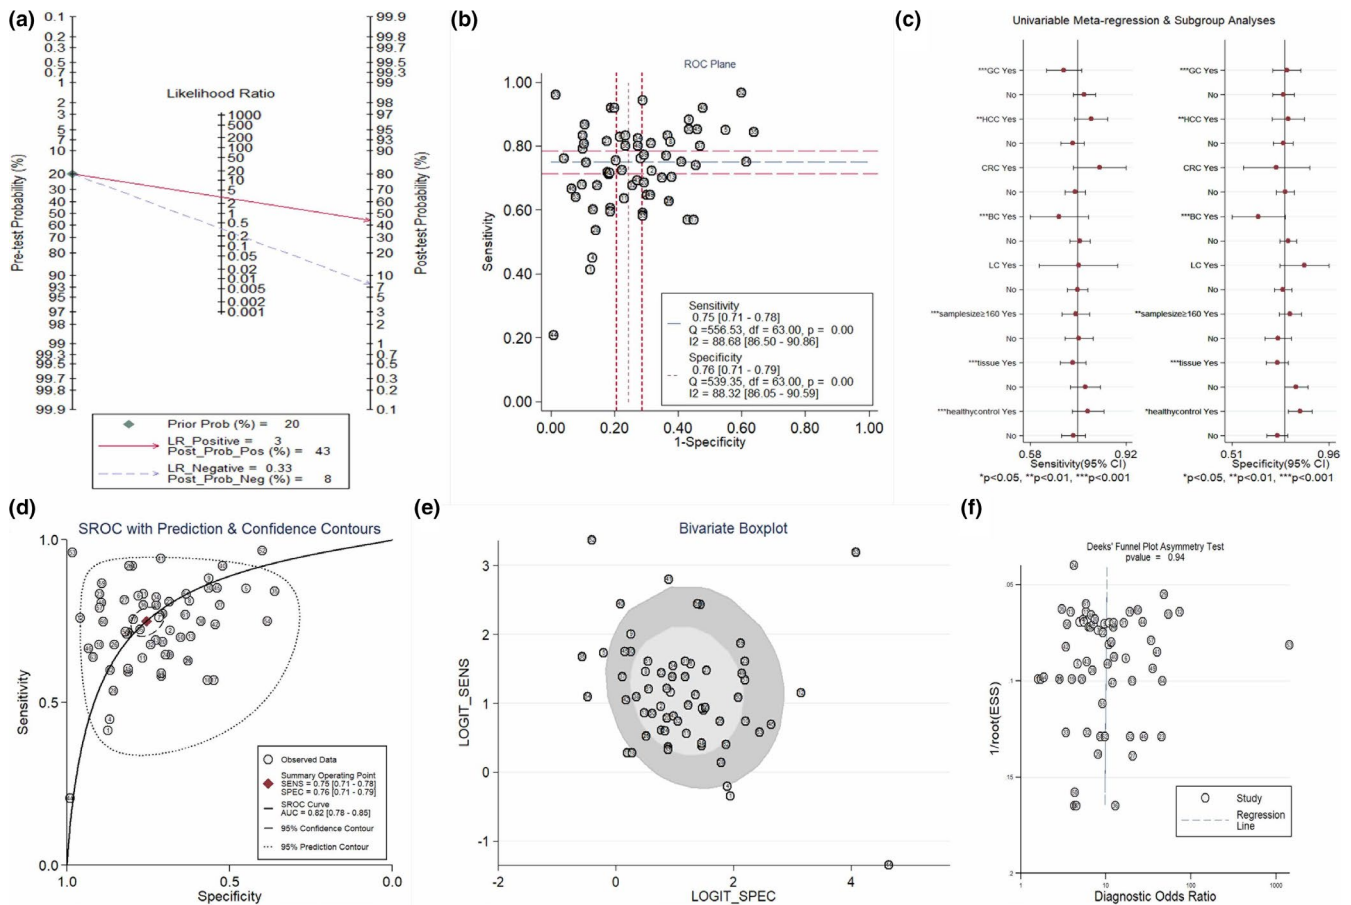 (a)
0.1
0.2
0.3
0.5
0.7
1
2
3
5
7
10
20
30
40
50
60
70
80
90
93
95
97
98
99
99.3
99.5
99.7
99.8
99.9
Pre-test Probability (%)
Likelihood Ratio
1000
500
200
100
50
20
10
5
2
1
0.5
0.2
0.1
0.05
0.02
0.01
0.005
0.002
0.001
99.9
99.8
99.7
99.5
99.3
99
98
97
95
93
90
80
70
60
50
40
30
20
10
7
5
3
2
1
0.7
0.5
0.3
0.2
0.1
Post-test Probability (%)
Prior Prob (%) = 20
LR_Positive = 3
Post_Prob_Pos (%) = 43
LR_Negative = 0.33
Post_Prob_Neg (%) = 8
(b)
ROC Plane
1.00
0.80
0.60
0.40
0.20
0.00
Sensitivity
Sensitivity
0.75 [0.71 - 0.78]
Q =556.53, df = 63.00, p = 0.00
I2 = 88.68 [86.50 - 90.86]
Specificity
0.76 [0.71 - 0.79]
Q =539.35, df = 63.00, p = 0.00
I2 = 88.32 [86.05 - 90.59]
0.00 0.20 0.40 0.60 0.80 1.00
1-Specificity
(c)
Univariable Meta-regression & Subgroup Analyses
***GC Yes
No
**HCC Yes
No
CRC Yes
No
***BC Yes
No
LC Yes
No
***samplesize≥160 Yes
No
***tissue Yes
No
***healthycontrol Yes
No
0.58 0.92
Sensitivity(95% CI)
*p<0.05, **p<0.01, ***p<0.001
***GC Yes
No
**HCC Yes
No
CRC Yes
No
***BC Yes
No
LC Yes
No
**samplesize≥160 Yes
No
***tissue Yes
No
*healthycontrol Yes
No
0.51 0.96
Specificity(95% CI)
*p<0.05, **p<0.01, ***p<0.001
(d)
SROC with Prediction & Confidence Contours
1.0
0.5
0.0
Sensitivity
Observed Data
Summary Operating Point
SENS = 0.75 [0.71 - 0.78]
SPEC = 0.76 [0.71 - 0.79]
SROC Curve
AUC = 0.82 [0.78 - 0.85]
95% Confidence Contour
95% Prediction Contour
1.0 0.5 0.0
Specificity
(e)
Bivariate Boxplot
3
2
1
0
-1
LOGIT_SENS
-2 0 2 4
LOGIT_SPEC
(f)
Deeks' Funnel Plot Asymmetry Test
pvalue = 0.94
.05
.1
.15
.2
1/root(ESS)
Study
Regression
Line
1 10 100 1000
Diagnostic Odds Ratio